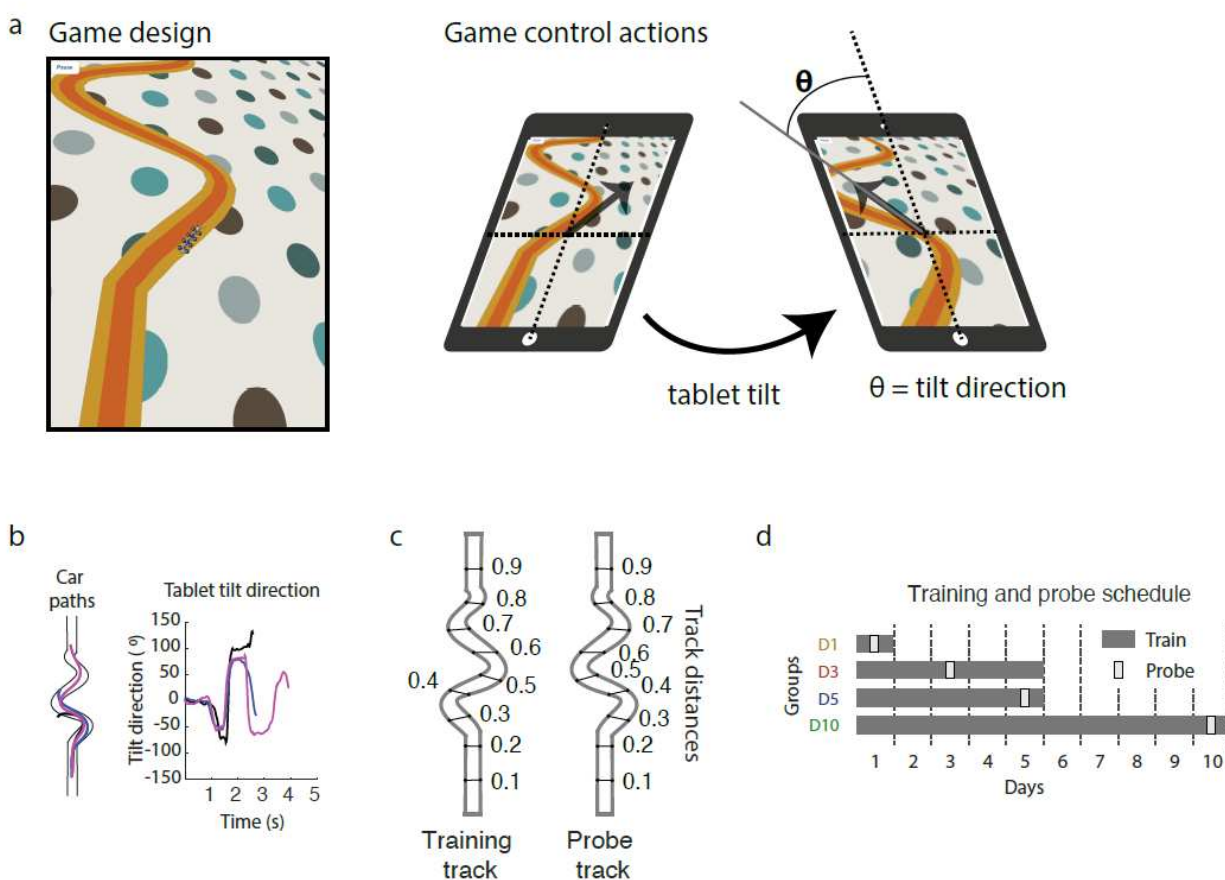 a
Game design
Pause
Game control actions
θ
tablet tilt
θ = tilt direction
b
Car
paths
Tablet tilt direction
Tilt direction ( º)
150
100
50
0
-50
-100
-150
1 2 3 4 5
Time (s)
c
0.9
0.8
0.7
0.6
0.5
0.4
0.3
0.2
0.1
Training
track
0.9
0.8
0.7
0.6
0.5
0.4
0.3
0.2
0.1
Probe
track
Track distances
d
Training and probe schedule
Groups
D1
D3
D5
D10
Train
Probe
1 2 3 4 5 6 7 8 9 10
Days